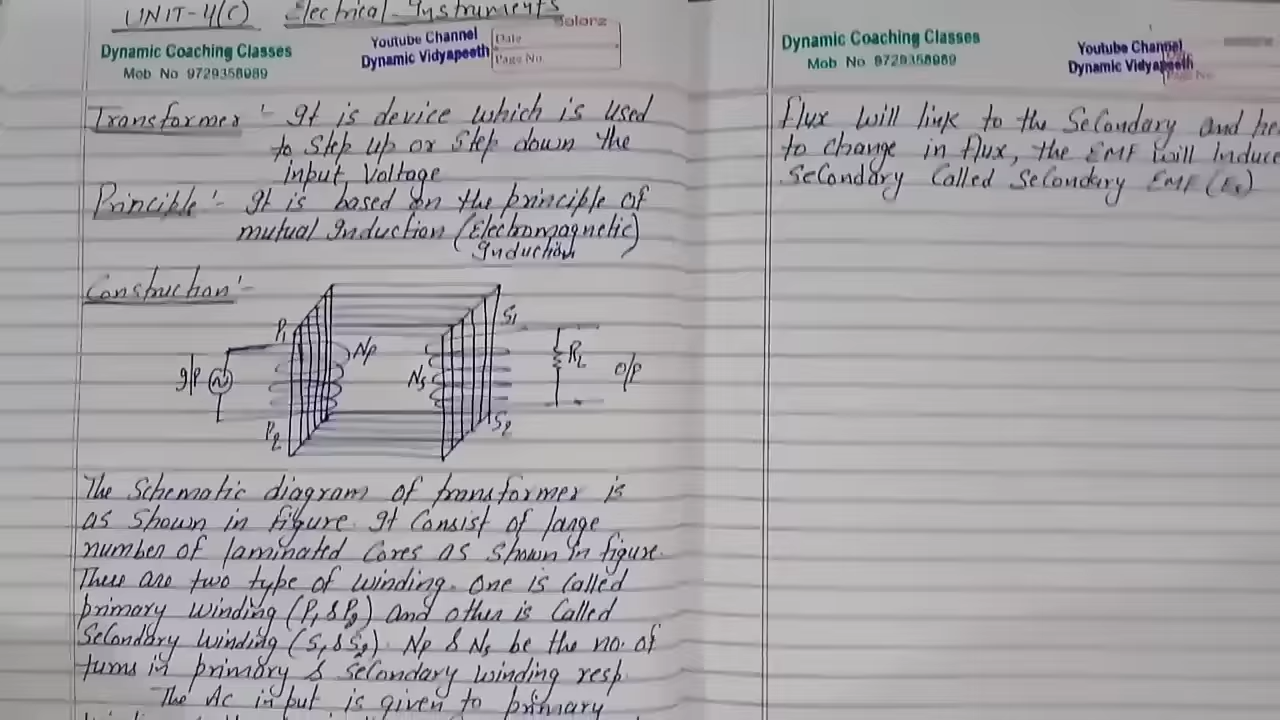 UNIT-4(C) Electrical Instruments
Solarz
Dynamic Coaching Classes
Mob No 9729358989
Youtube Channel
Dynamic Vidyapeeth
Date
Page No.
Transformer :- It is device which is used
to Step up or Step down the
input Voltage
Principle :- It is based on the principle of
mutual Induction (Electromagnetic)
Induction
Construction :-
P1
Np
I/P
P2
S1
Ns
RL
O/P
S2
The Schematic diagram of transformer is
as Shown in figure. It Consist of large
number of laminated Cores as Shown in figure.
There are two type of winding. One is Called
primary winding (P1 & P2) and other is Called
Secondary winding (S1 & S2). Np & Ns be the no. of
turns in primary & Secondary winding resp.
The Ac input is given to primary
Dynamic Coaching Classes
Mob No 9729358989
Youtube Channel
Dynamic Vidyapeeth
Page No
flux will link to the Secondary and
to change in flux, the EMF will Induce
Secondary Called Secondary EMF